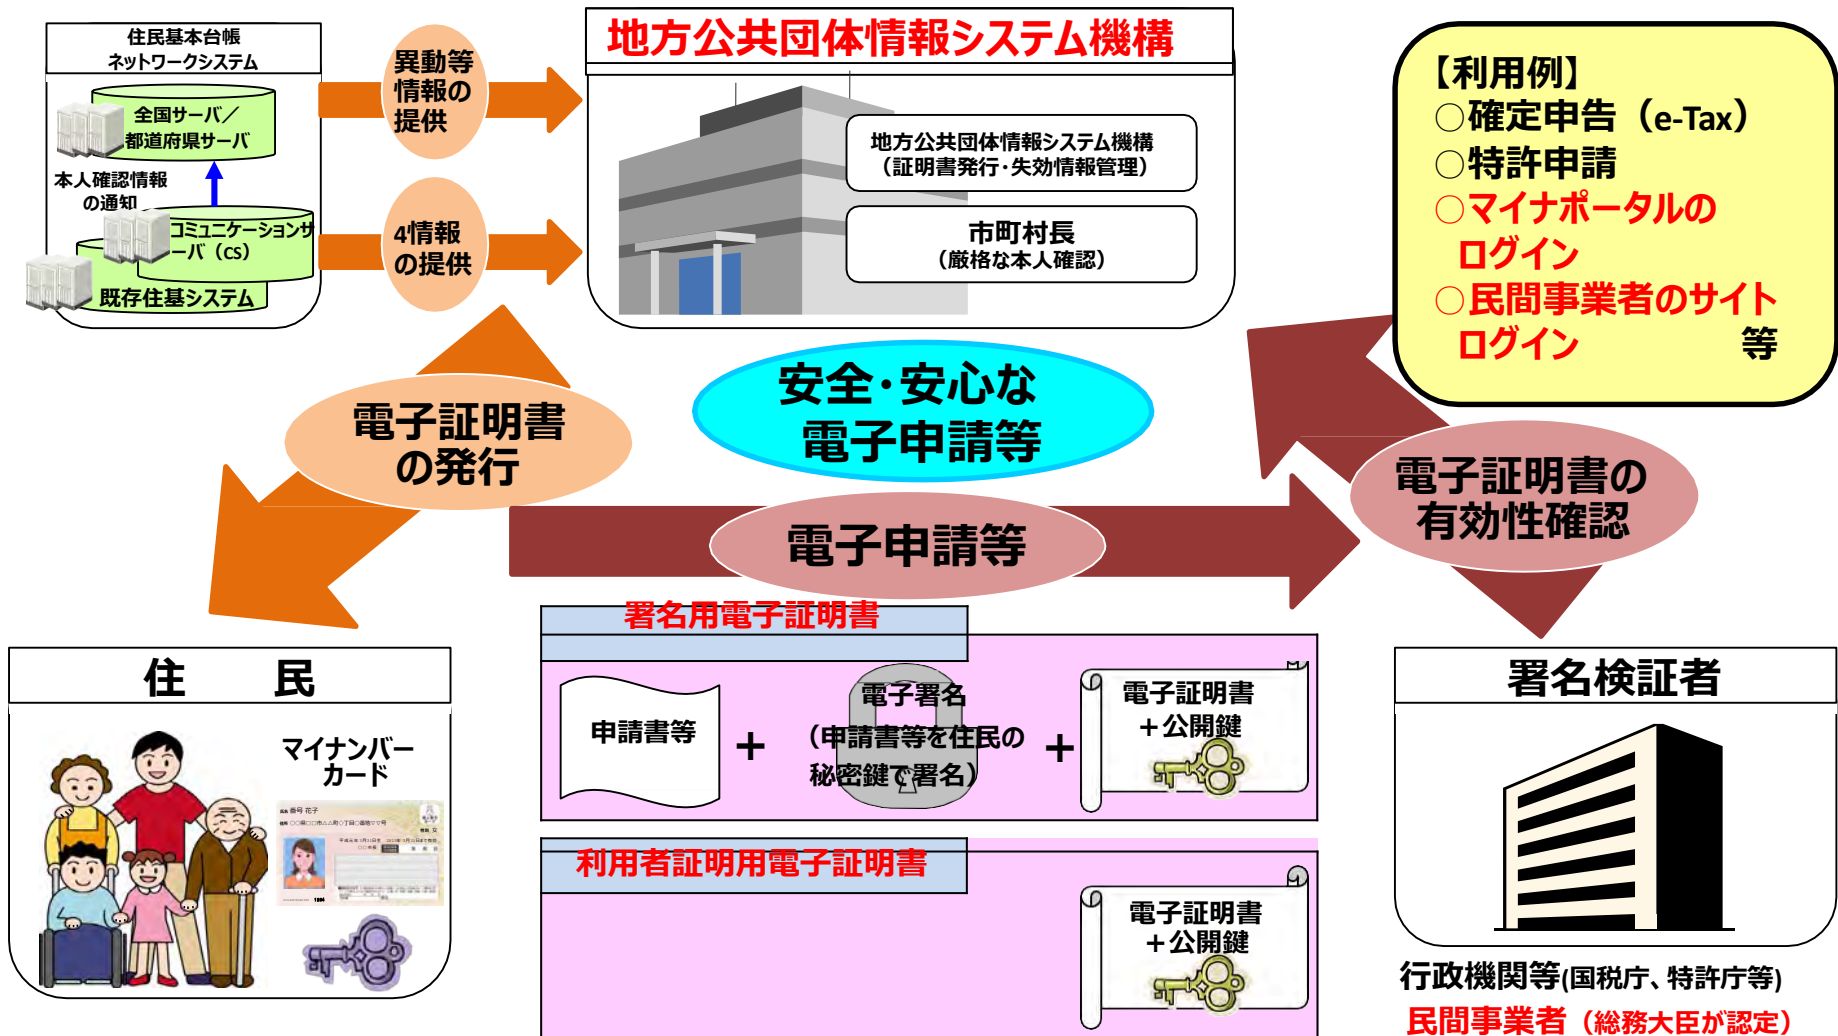 住民基本台帳
ネットワークシステム
全国サーバ／
都道府県サーバ
本人確認情報
の通知
コミュニケーションサ
ーバ（CS）
既存住基システム
異動等
情報の
提供
4情報
の提供
地方公共団体情報システム機構
地方公共団体情報システム機構
（証明書発行・失効情報管理）
市町村長
（厳格な本人確認）
【利用例】
○確定申告（e-Tax）
○特許申請
○マイナポータルの
ログイン
○民間事業者のサイト
ログイン　等
電子証明書
の発行
安全・安心な
電子申請等
電子申請等
電子証明書の
有効性確認
住　民
マイナンバー
カード
番号 花子
署名用電子証明書
申請書等
＋
電子署名
（申請書等を住民の
秘密鍵で署名）
＋
電子証明書
＋公開鍵
利用者証明用電子証明書
電子証明書
＋公開鍵
署名検証者
行政機関等(国税庁、特許庁等)
民間事業者（総務大臣が認定）